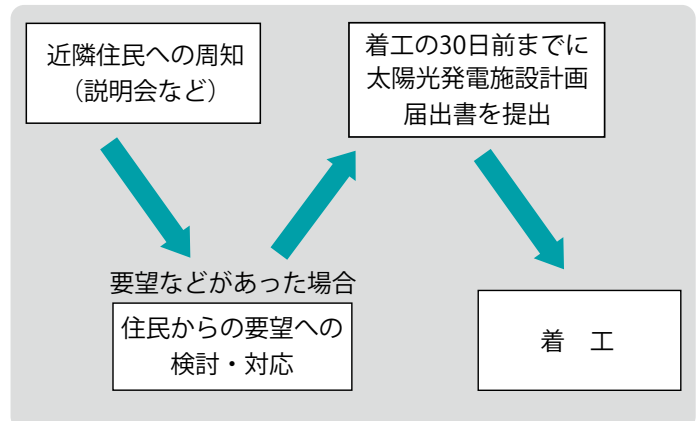 近隣住民への周知
（説明会など）
要望などがあった場合
住民からの要望への
検討・対応
着工の30日前までに
太陽光発電施設計画
届出書を提出
着　工